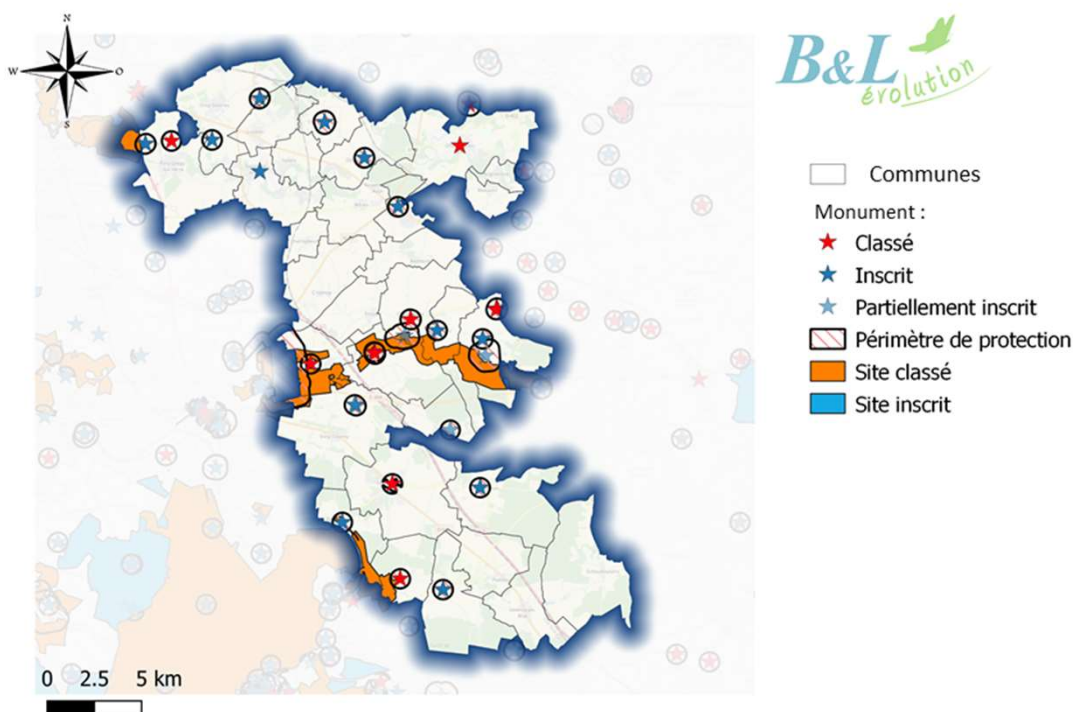 N
W
O
S
B&L
évolution
Communes
Monument :
Classé
Inscrit
Partiellement inscrit
Périmètre de protection
Site classé
Site inscrit
0 2.5 5 km